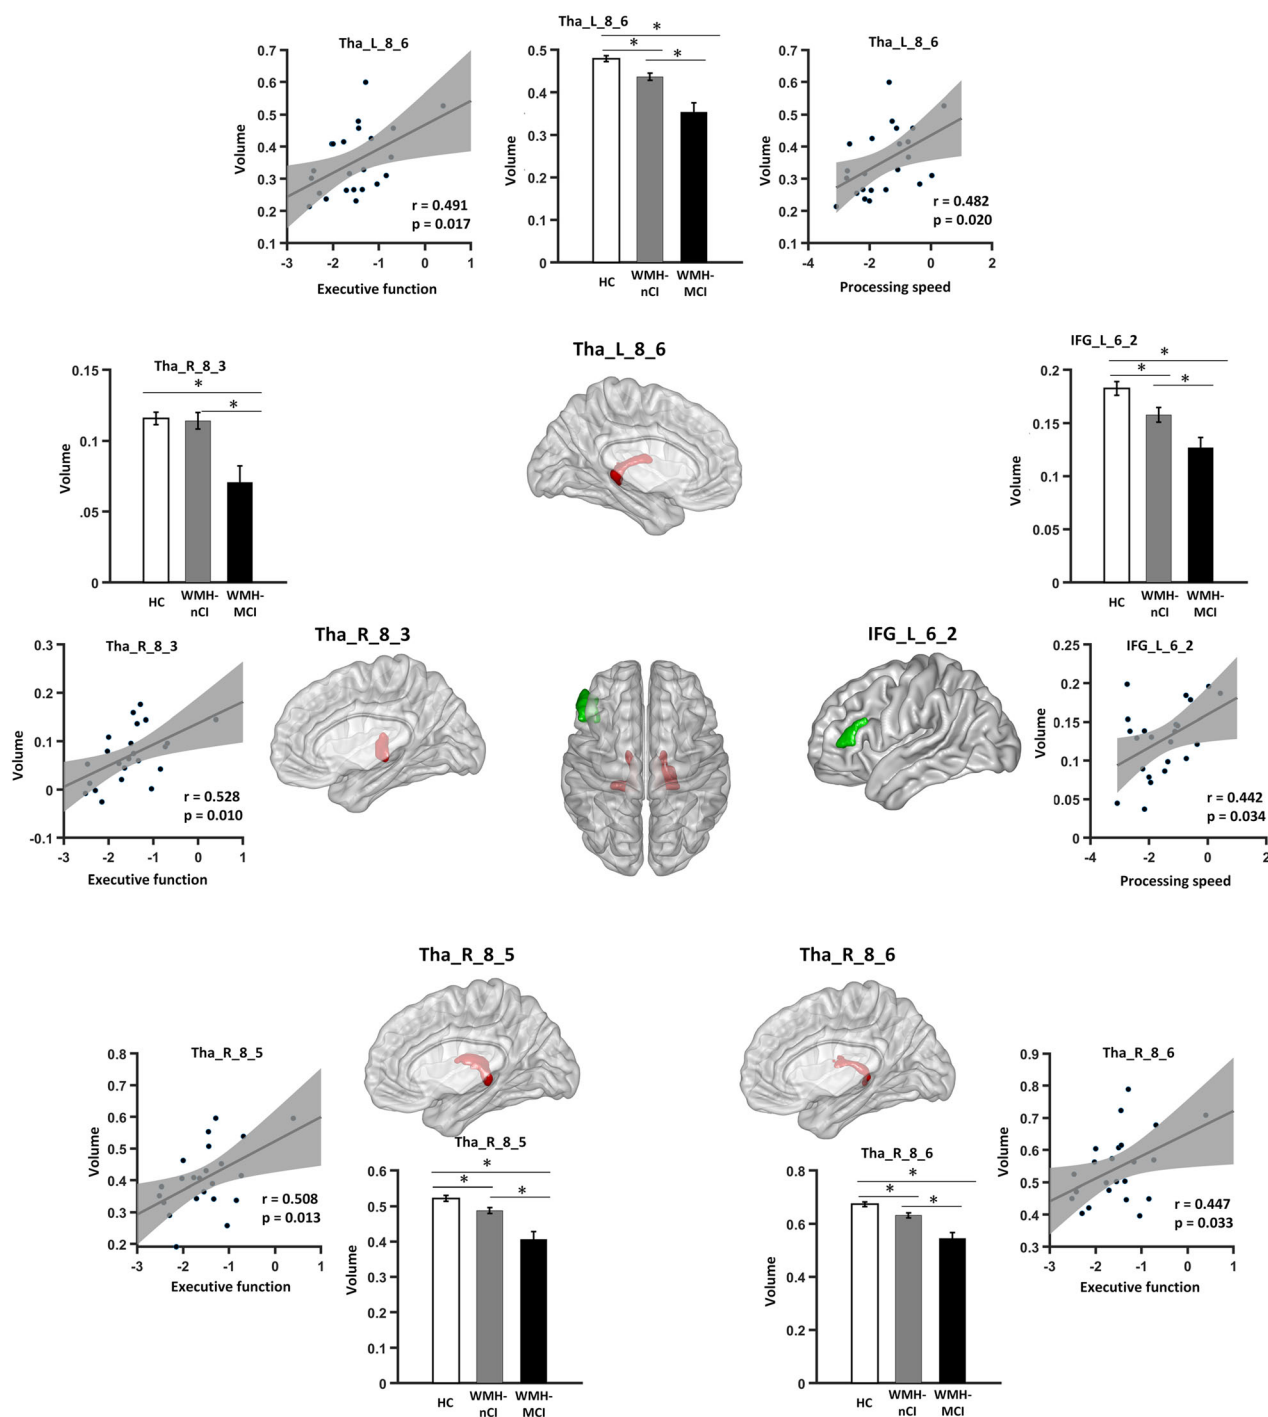 Tha_L_8_6
0.7
0.6
0.5
0.4
0.3
0.2
0.1
Volume
r = 0.491
p = 0.017
-3
-2
-1
0
1
Executive function
Tha_L_8_6
*
*
*
0.5
0.4
0.3
0.2
0.1
0
Volume
HC
WMH-
nCI
WMH-
MCI
Tha_L_8_6
0.7
0.6
0.5
0.4
0.3
0.2
0.1
Volume
r = 0.482
p = 0.020
-4
-2
0
2
Processing speed
Tha_R_8_3
*
*
0.15
0.1
.05
0
Volume
HC
WMH-
nCI
WMH-
MCI
Tha_L_8_6
IFG_L_6_2
*
*
*
0.2
0.15
0.1
0.05
0
Volume
HC
WMH-
nCI
WMH-
MCI
Tha_R_8_3
0.3
0.2
0.1
0
-0.1
Volume
r = 0.528
p = 0.010
-3
-2
-1
0
1
Executive function
Tha_R_8_3
IFG_L_6_2
IFG_L_6_2
0.25
0.2
0.15
0.1
0.05
0
Volume
r = 0.442
p = 0.034
-4
-2
0
2
Processing speed
Tha_R_8_5
Tha_R_8_6
Tha_R_8_5
0.8
0.7
0.6
0.5
0.4
0.3
0.2
Volume
r = 0.508
p = 0.013
-3
-2
-1
0
1
Executive function
Tha_R_8_5
*
*
*
0.6
0.5
0.4
0.3
0.2
0.1
0
Volume
HC
WMH-
nCI
WMH-
MCI
Tha_R_8_6
*
*
*
0.8
0.6
0.4
0.2
0
Volume
HC
WMH-
nCI
WMH-
MCI
Tha_R_8_6
0.9
0.8
0.7
0.6
0.5
0.4
0.3
Volume
r = 0.447
p = 0.033
-3
-2
-1
0
1
Executive function